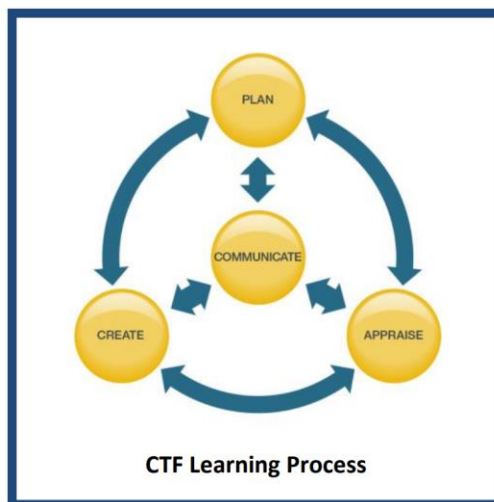 PLAN
COMMUNICATE
CREATE
APPRAISE
CTF Learning Process